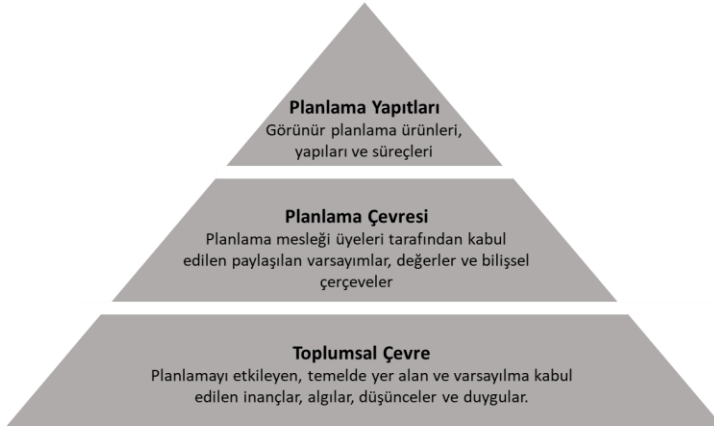 Planlama Yapıtları
Görünür planlama ürünleri,
yapıları ve süreçleri
Planlama Çevresi
Planlama mesleği üyeleri tarafından kabul
edilen paylaşılan varsayımlar, değerler ve bilişsel
çerçeveler
Toplumsal Çevre
Planlamayı etkileyen, temelde yer alan ve varsayılma kabul
edilen inançlar, algılar, düşünceler ve duygular.